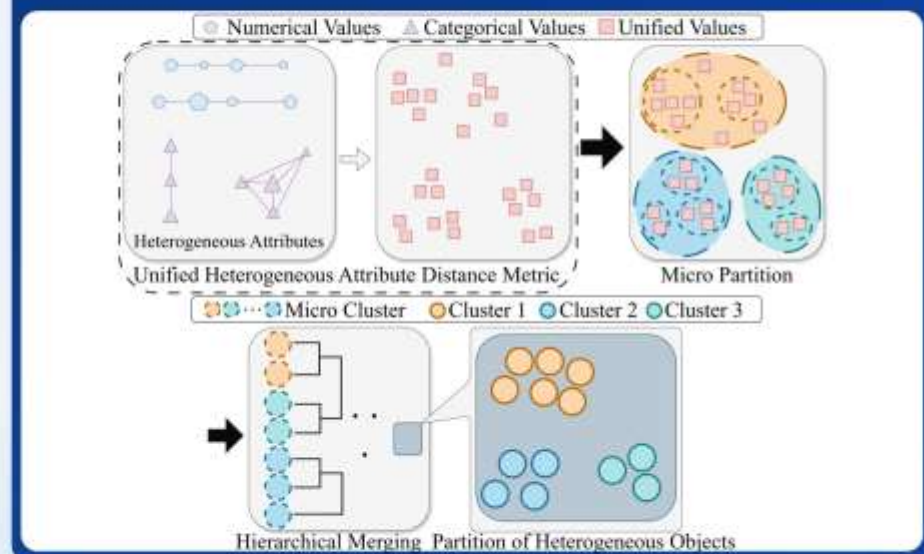 Numerical Values Categorical Values Unified Values
Heterogeneous Attributes
Unified Heterogeneous Attribute Distance Metric
Micro Partition
Micro Cluster Cluster 1 Cluster 2 Cluster 3
Hierarchical Merging Partition of Heterogeneous Objects